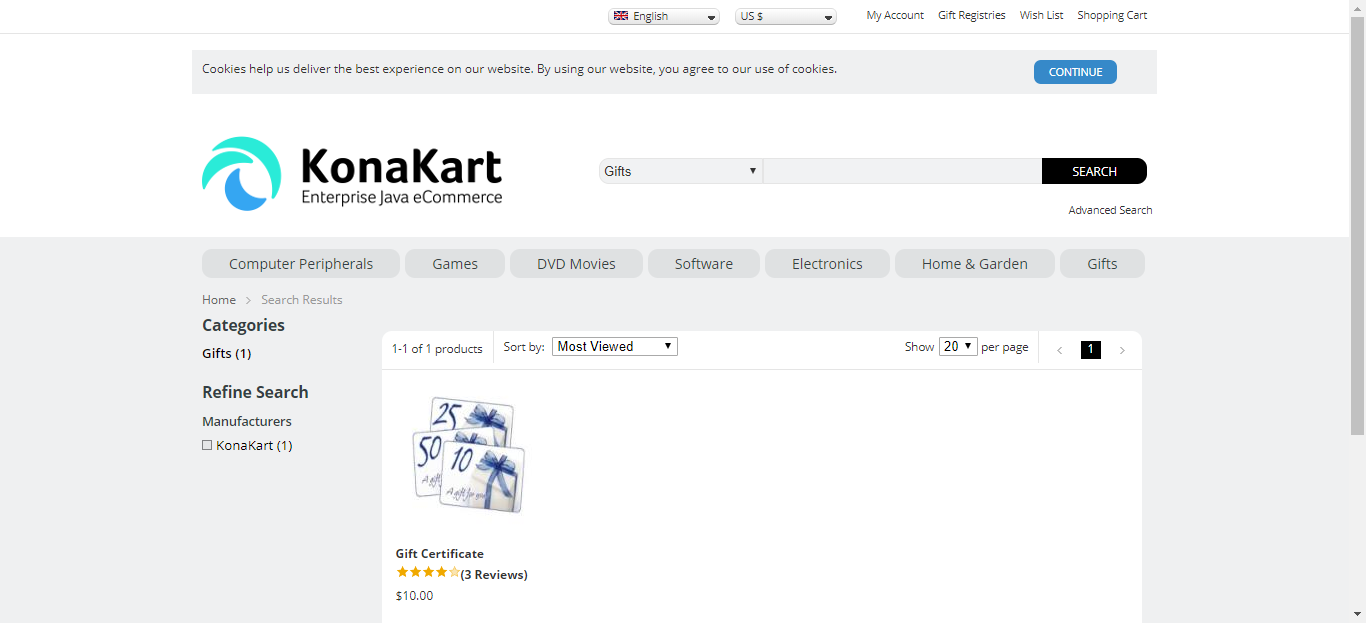 English
US $
My Account
Gift Registries
Wish List
Shopping Cart
Cookies help us deliver the best experience on our website. By using our website, you agree to our use of cookies.
CONTINUE
KonaKart
Enterprise Java eCommerce
Gifts
SEARCH
Advanced Search
Computer Peripherals
Games
DVD Movies
Software
Electronics
Home & Garden
Gifts
Home > Search Results
Categories
Gifts (1)
Refine Search
Manufacturers
KonaKart (1)
1-1 of 1 products
Sort by: Most Viewed
Show 20 per page
< 1 >
25
50
10
A gift
A gift for you
Gift Certificate
(3 Reviews)
$10.00